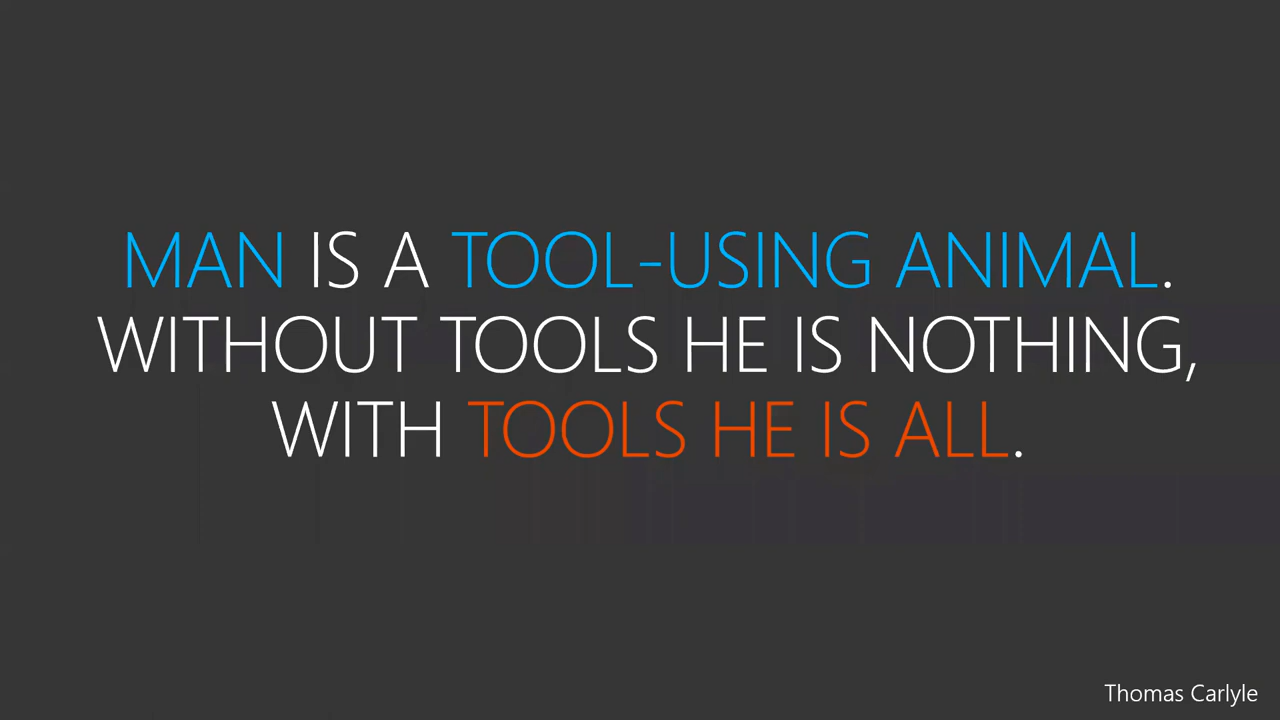 MAN IS A TOOL-USING ANIMAL.
WITHOUT TOOLS HE IS NOTHING,
WITH TOOLS HE IS ALL.
Thomas Carlyle